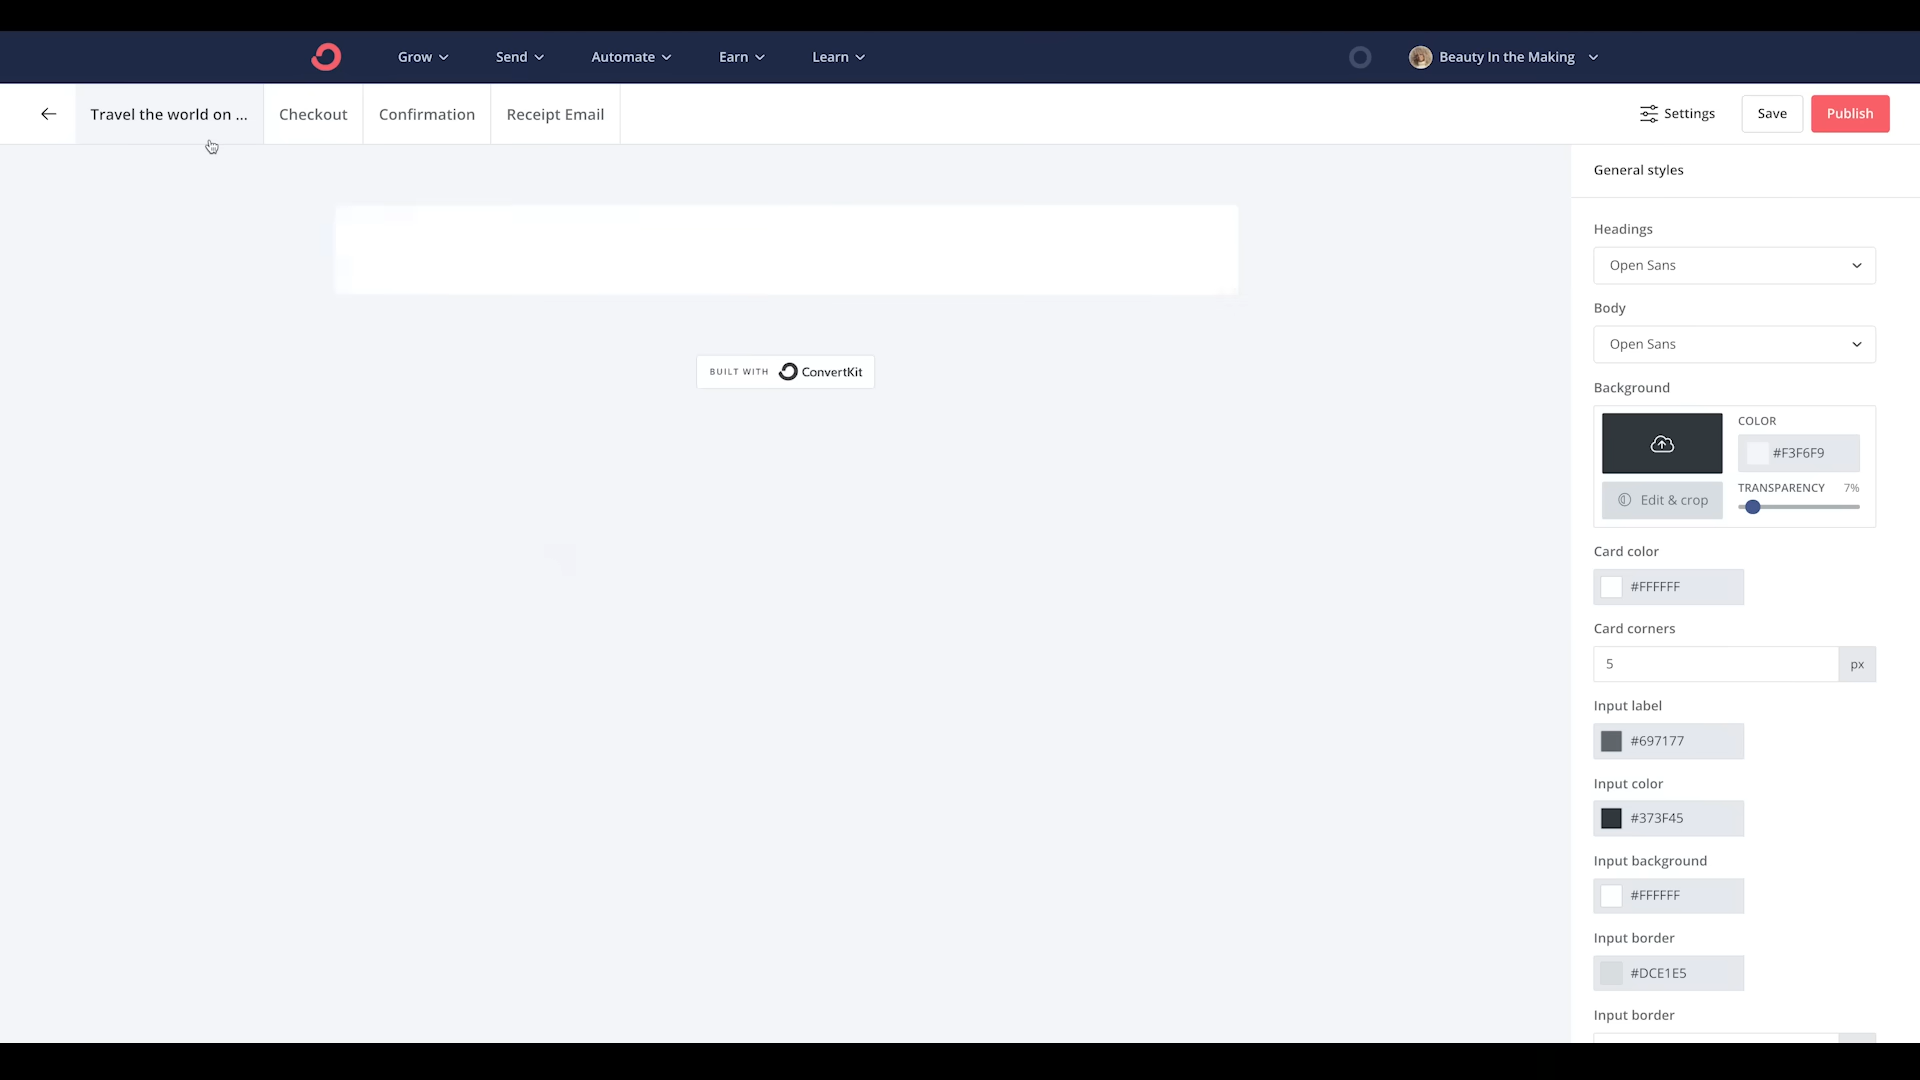 Grow
Send
Automate
Earn
Learn
Beauty In the Making
Travel the world on ...
Checkout
Confirmation
Receipt Email
Settings
Save
Publish
General styles
Headings
Open Sans
Body
Open Sans
BUILT WITH ConvertKit
Background
COLOR
#F3F6F9
Edit & crop
TRANSPARENCY 7%
Card color
#FFFFFF
Card corners
5 px
Input label
#697177
Input color
#373F45
Input background
#FFFFFF
Input border
#DCE1E5
Input border